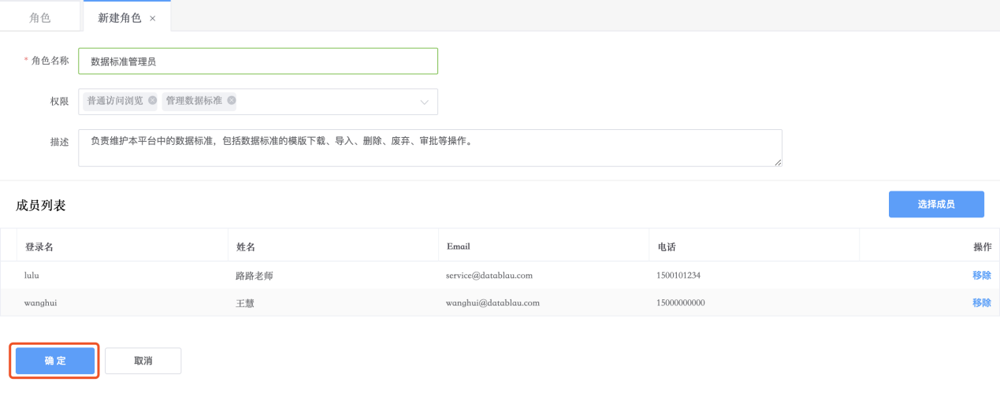 角色 新建角色 ×
* 角色名称 数据标准管理员
权限 普通访问浏览 管理数据标准
描述 负责维护本平台中的数据标准，包括数据标准的模版下载、导入、删除、废弃、审批等操作。
成员列表 选择成员
登录名 姓名 Email 电话 操作
lulu 路路老师 service@datablau.com 1500101234 移除
wanghui 王慧 wanghui@datablau.com 15000000000 移除
确 定 取消